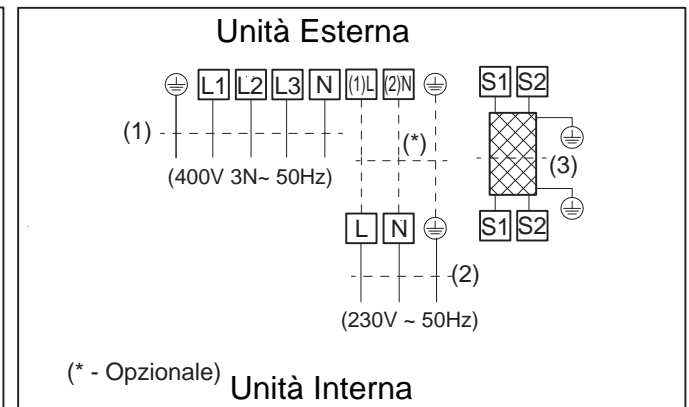 Unità Esterna
L1 L2 L3 N (1)L (2)N S1 S2
(1)
(*)
(3)
(400V 3N~ 50Hz)
L N S1 S2
(2)
(230V ~ 50Hz)
(* - Opzionale)
Unità Interna